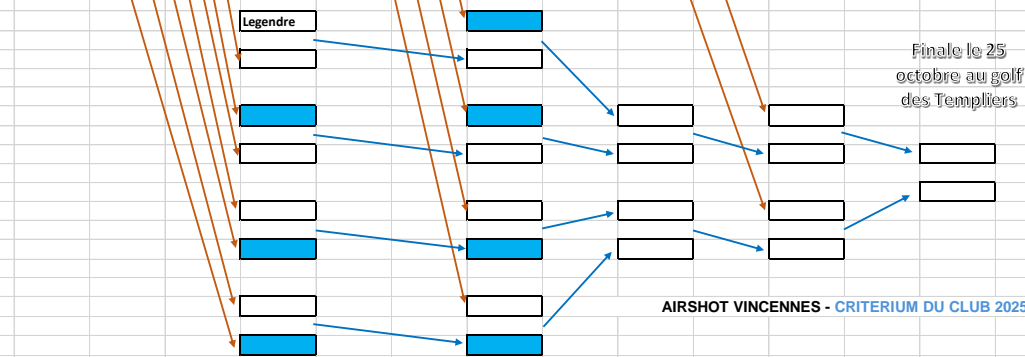 Legendre
Finale le 25
octobre au golf
des Templiers
AIRSHOT VINCENNES - CRITERIUM DU CLUB 2025